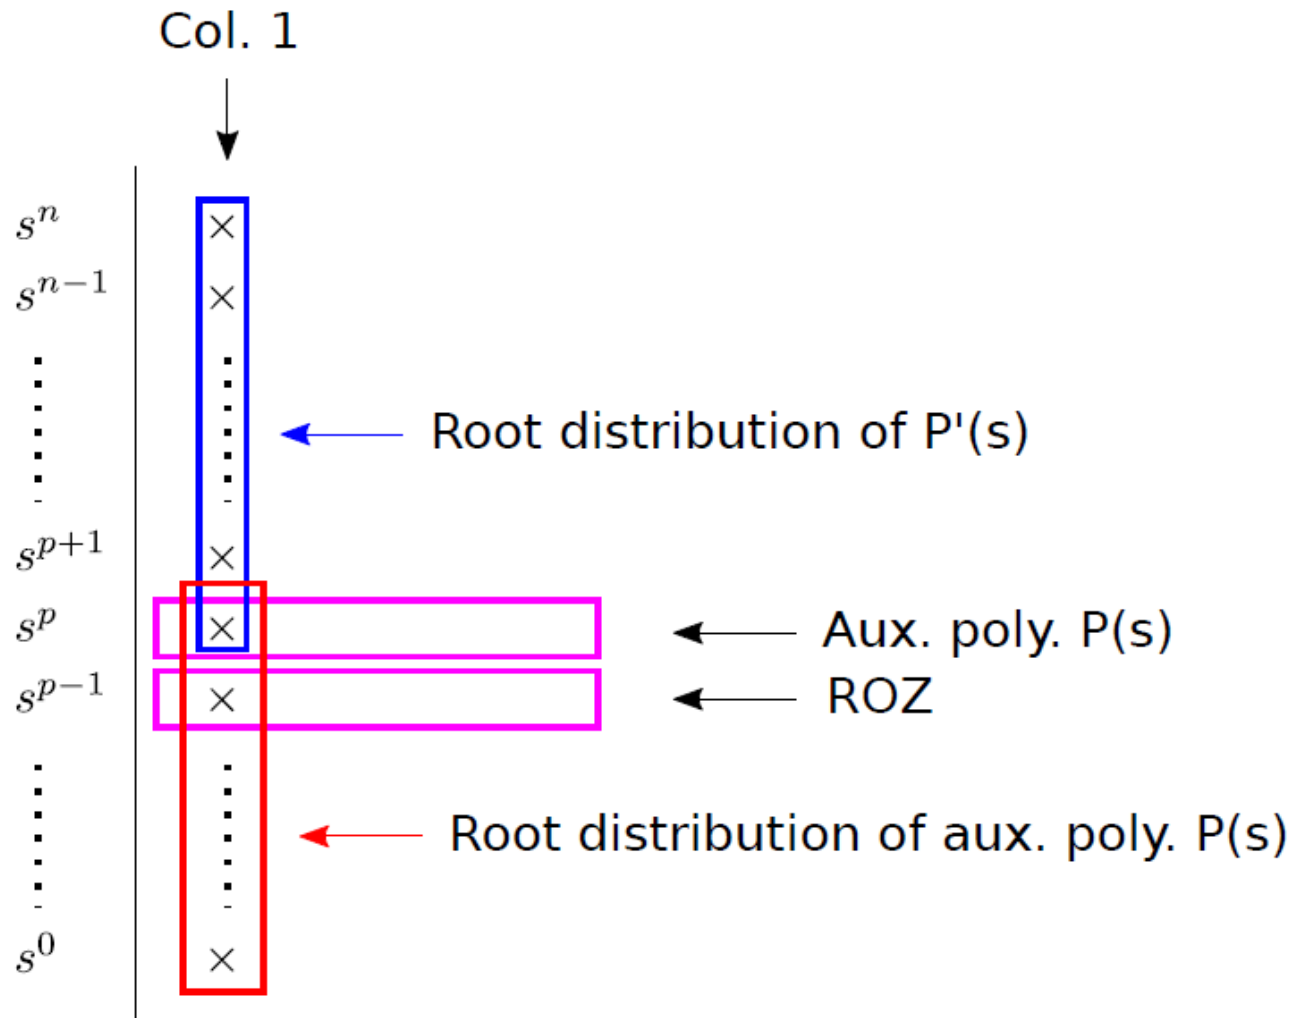 Col. 1
s^n ×
s^{n-1} ×
Root distribution of P'(s)
s^{p+1} ×
s^p × Aux. poly. P(s)
s^{p-1} × ROZ
Root distribution of aux. poly. P(s)
s^0 ×